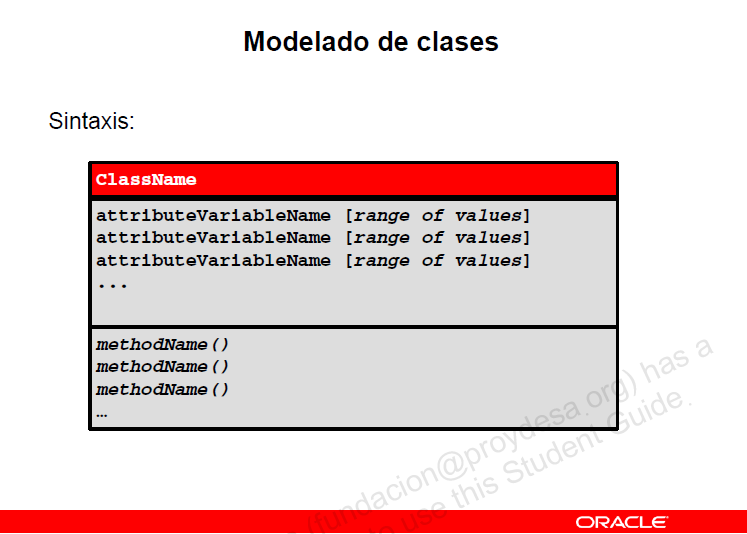 Modelado de clases
Sintaxis:
ClassName
attributeVariableName [range of values]
attributeVariableName [range of values]
attributeVariableName [range of values]
...
methodName()
methodName()
methodName()
…
(fundacion@proydesa.org) has a
to use this Student Guide.
ORACLE